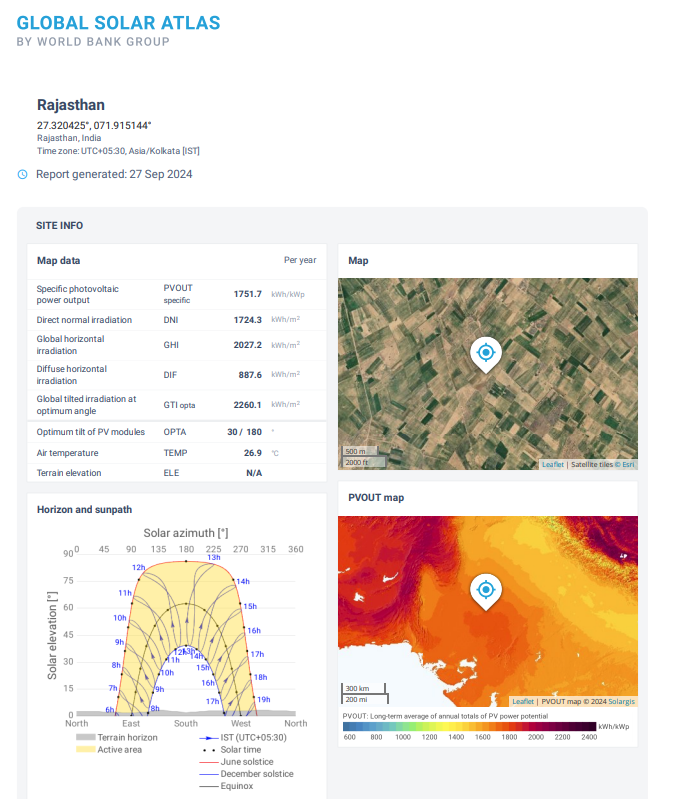 GLOBAL SOLAR ATLAS
BY WORLD BANK GROUP
Rajasthan
27.320425°, 071.915144°
Rajasthan, India
Time zone: UTC+05:30, Asia/Kolkata [IST]
Report generated: 27 Sep 2024
SITE INFO
Map data Per year
Specific photovoltaic power output PVOUT specific 1751.7 kWh/kWp
Direct normal irradiation DNI 1724.3 kWh/m²
Global horizontal irradiation GHI 2027.2 kWh/m²
Diffuse horizontal irradiation DIF 887.6 kWh/m²
Global tilted irradiation at optimum angle GTI opta 2260.1 kWh/m²
Optimum tilt of PV modules OPTA 30 / 180 °
Air temperature TEMP 26.9 °C
Terrain elevation ELE N/A
Map
500 m
2000 ft
Leaflet | Satellite tiles © Esri
Horizon and sunpath
Solar azimuth [°]
0 45 90 135 180 225 270 315 360
Solar elevation [°]
90
75
60
45
30
15
0
12h
11h
10h
9h
8h
7h
6h
13h
14h
15h
16h
17h
18h
19h
12h
13h
11h
14h
10h
15h
9h
16h
8h
17h
North East South West North
Terrain horizon
Active area
IST (UTC+05:30)
Solar time
June solstice
December solstice
Equinox
PVOUT map
300 km
200 mi
Leaflet | PVOUT map © 2024 Solargis
PVOUT: Long-term average of PV power potential
kWh/kWp
600 800 1000 1200 1400 1600 1800 2000 2200 2400